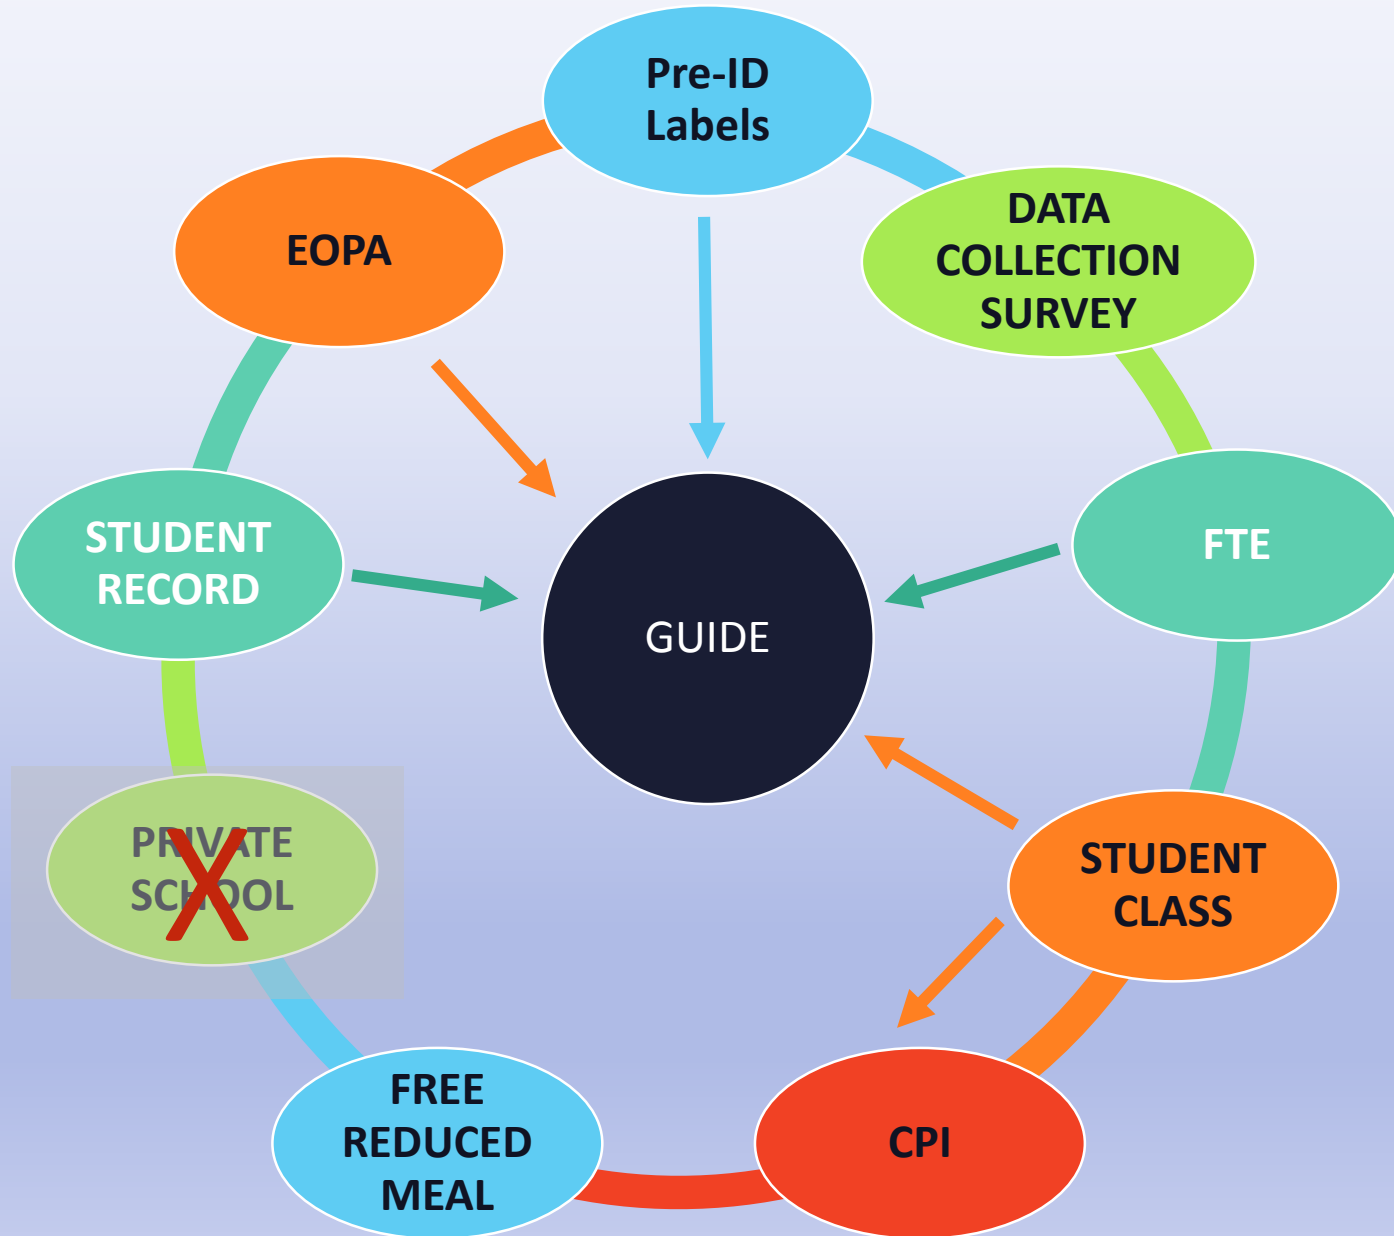 Pre-ID
Labels
DATA
COLLECTION
SURVEY
EOPA
FTE
STUDENT
RECORD
GUIDE
PRIVATE
SCHOOL
X
STUDENT
CLASS
FREE
REDUCED
MEAL
CPI